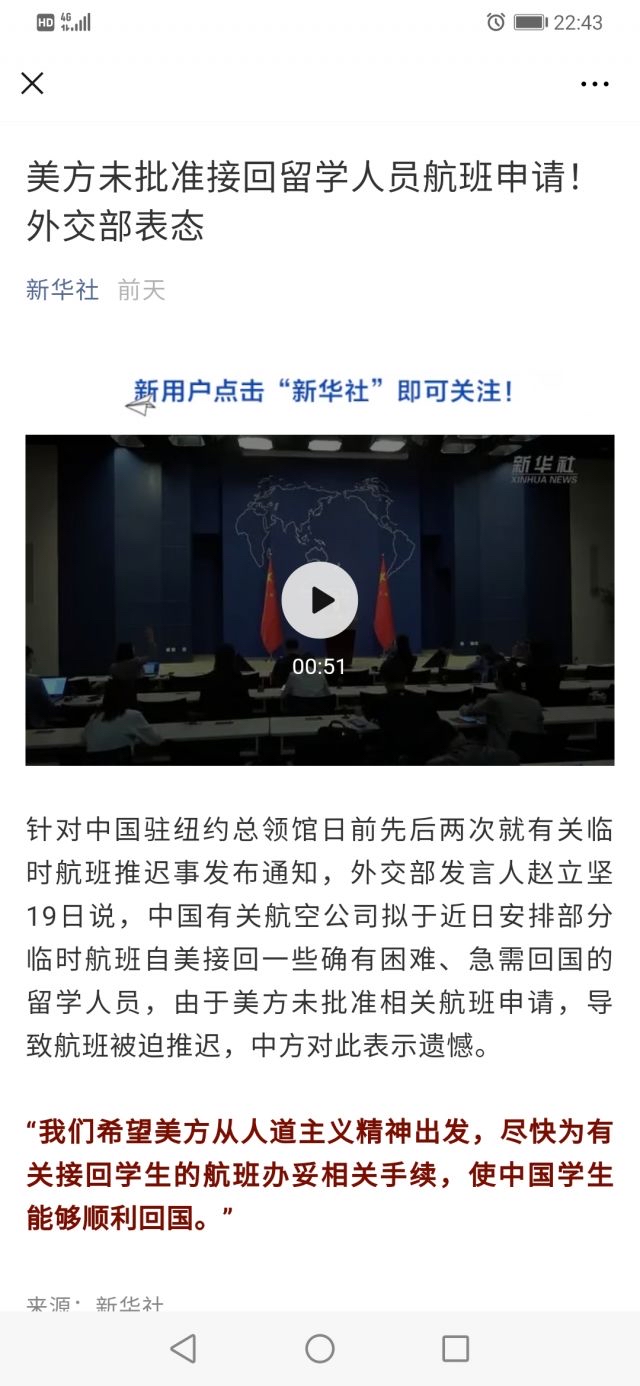 HD 4G 22:43
美方未批准接回留学人员航班申请！
外交部表态
新华社 前天
新用户点击“新华社”即可关注！
新华社
XINHUA NEWS
00:51
针对中国驻纽约总领馆日前先后两次就有关临
时航班推迟事发布通知，外交部发言人赵立坚
19日说，中国有关航空公司拟于近日安排部分
临时航班自美接回一些确有困难、急需回国的
留学人员，由于美方未批准相关航班申请，导
致航班被迫推迟，中方对此表示遗憾。
“我们希望美方从人道主义精神出发，尽快为有
关接回学生的航班办妥相关手续，使中国学生
能够顺利回国。”
来源：新华社